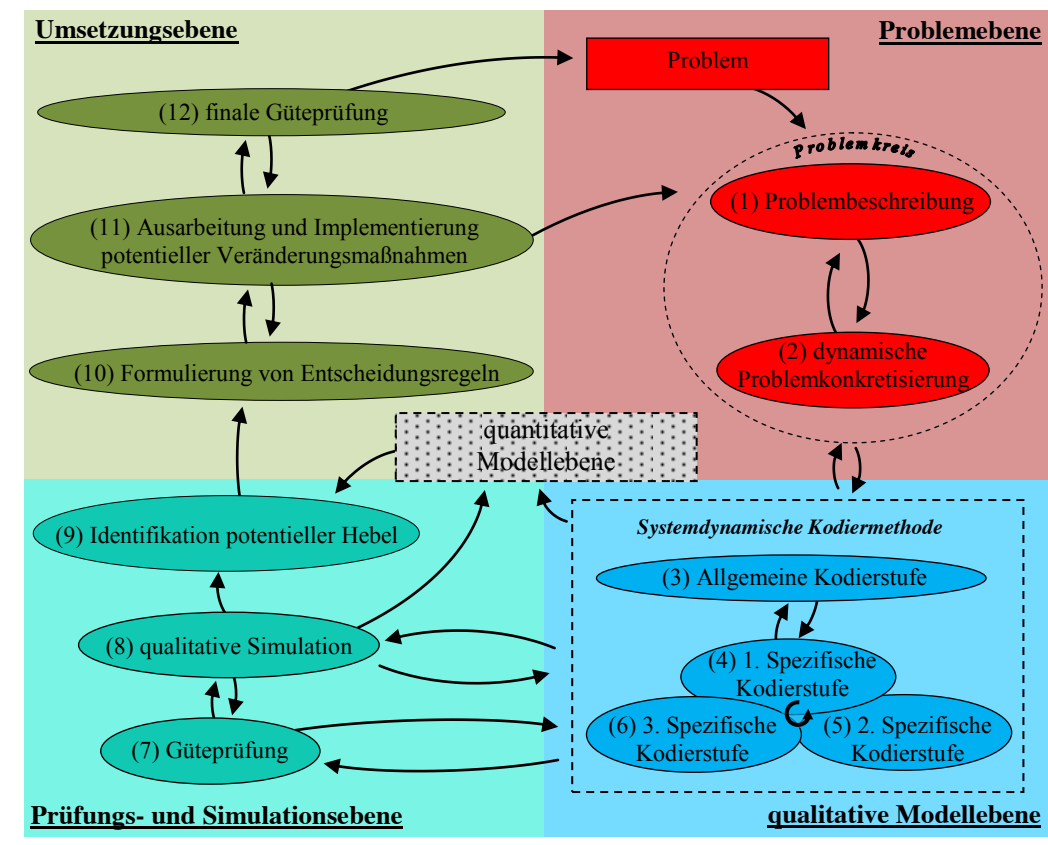 Umsetzungsebene
Problemebene
Problem
(12) finale Güteprüfung
Problemkreis
(1) Problembeschreibung
(11) Ausarbeitung und Implementierung
potentieller Veränderungsmaßnahmen
(2) dynamische
Problemkonkretisierung
(10) Formulierung von Entscheidungsregeln
quantitative
Modellebene
(9) Identifikation potentieller Hebel
Systemdynamische Kodiermethode
(3) Allgemeine Kodierstufe
(8) qualitative Simulation
(4) 1. Spezifische
Kodierstufe
(6) 3. Spezifische
Kodierstufe
(5) 2. Spezifische
Kodierstufe
(7) Güteprüfung
Prüfungs- und Simulationsebene
qualitative Modellebene